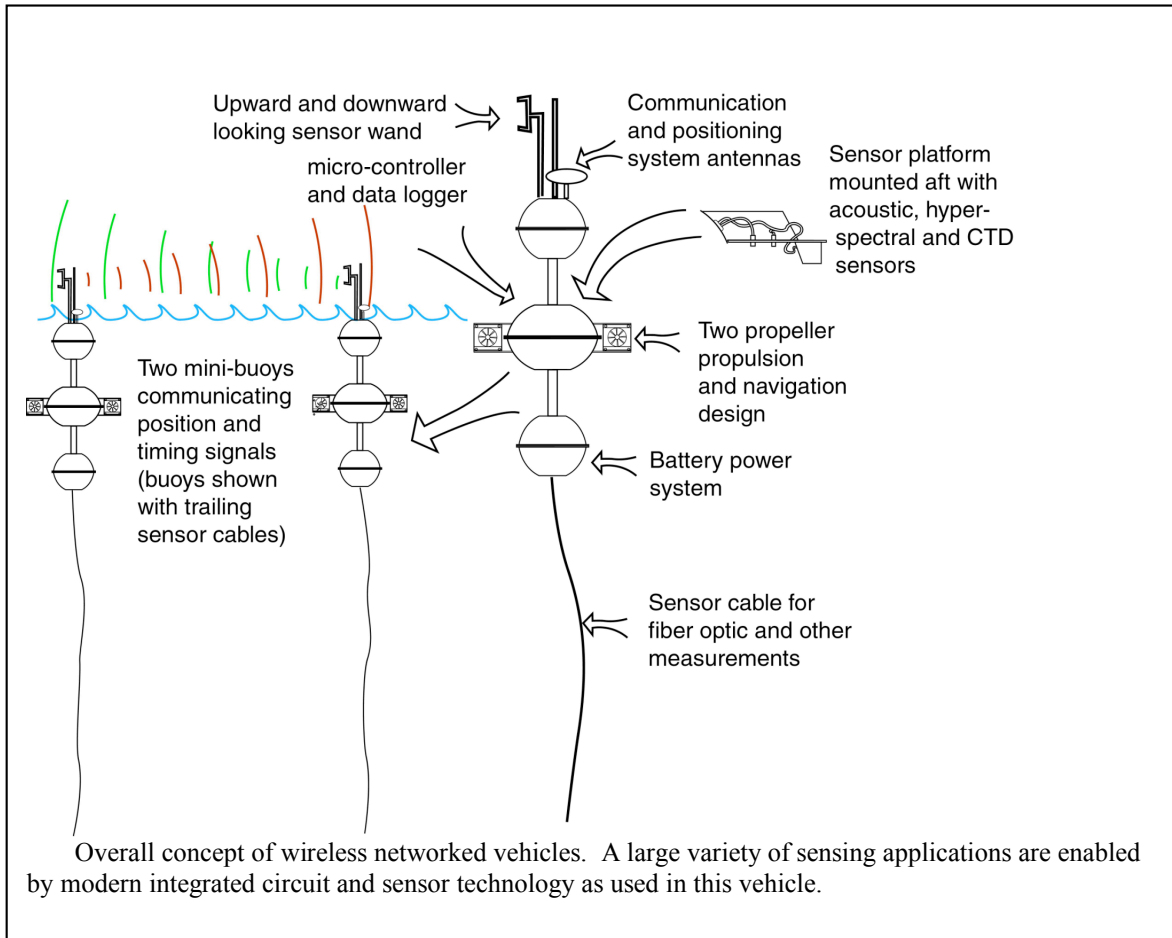 Upward and downward
looking sensor wand
Communication
and positioning
system antennas
micro-controller
and data logger
Sensor platform
mounted aft with
acoustic, hyper-
spectral and CTD
sensors
Two propeller
propulsion
and navigation
design
Two mini-buoys
communicating
position and
timing signals
(buoys shown
with trailing
sensor cables)
Battery power
system
Sensor cable for
fiber optic and other
measurements
Overall concept of wireless networked vehicles.  A large variety of sensing applications are enabled
by modern integrated circuit and sensor technology as used in this vehicle.